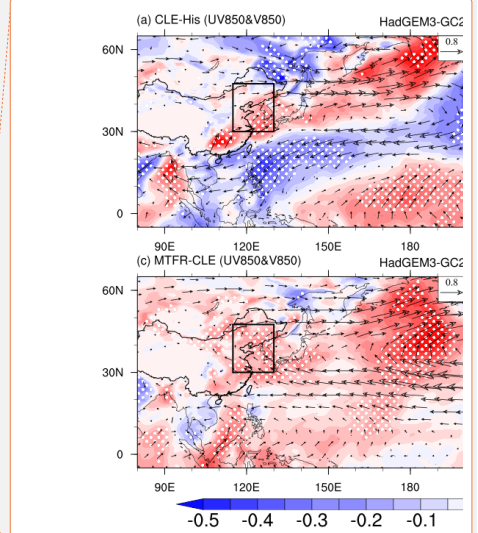 (a) CLE-His (UV850&V850) HadGEM3-GC2
0.8
60N
30N
0
90E 120E 150E 180
(c) MTFR-CLE (UV850&V850) HadGEM3-GC2
0.8
60N
30N
0
90E 120E 150E 180
-0.5 -0.4 -0.3 -0.2 -0.1